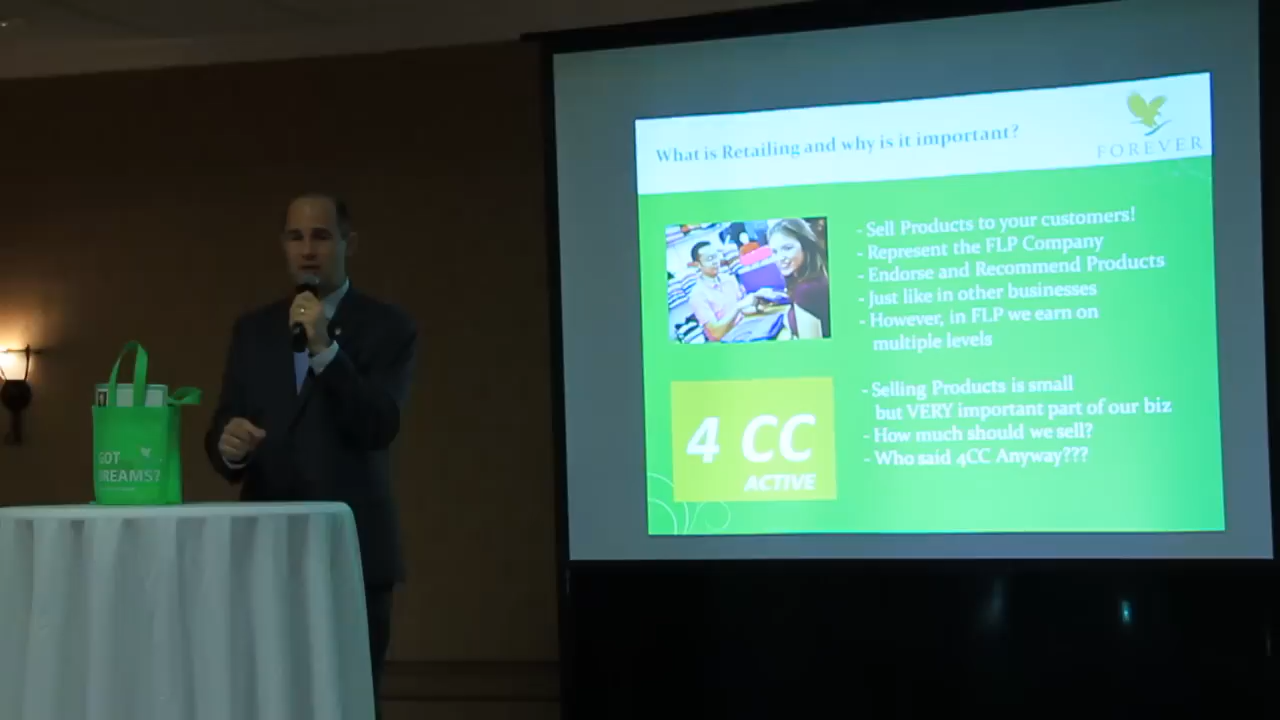 What is Retailing and why is it important?
FOREVER
- Sell Products to your customers!
- Represent the FLP Company
- Endorse and Recommend Products
- Just like in other businesses
- However, in FLP we earn on
multiple levels
4 CC
ACTIVE
- Selling Products is small
but VERY important part of our biz
- How much should we sell?
- Who said 4CC Anyway???
GOT
DREAMS?